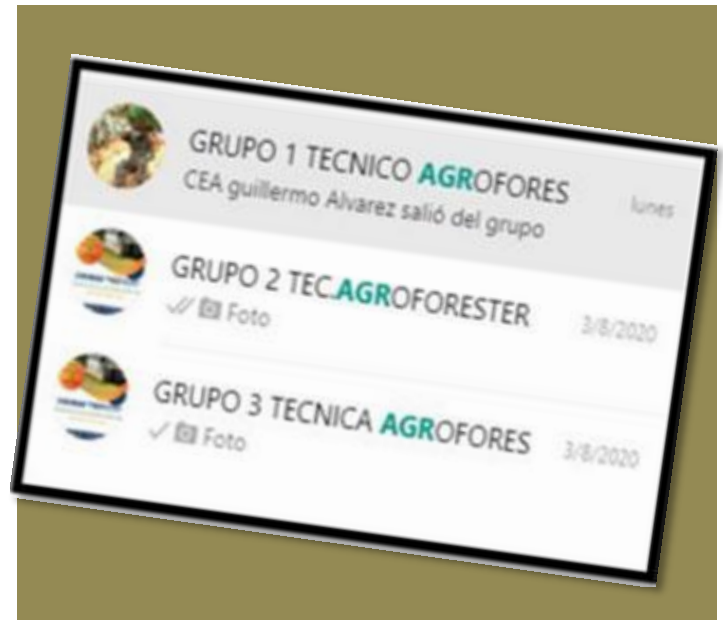 GRUPO 1 TECNICO AGROFORES
lunes
CEA guillermo Alvarez salió del grupo
GRUPO 2 TEC.AGROFORESTER
3/8/2020
Foto
GRUPO 3 TECNICA AGROFORES
3/8/2020
Foto